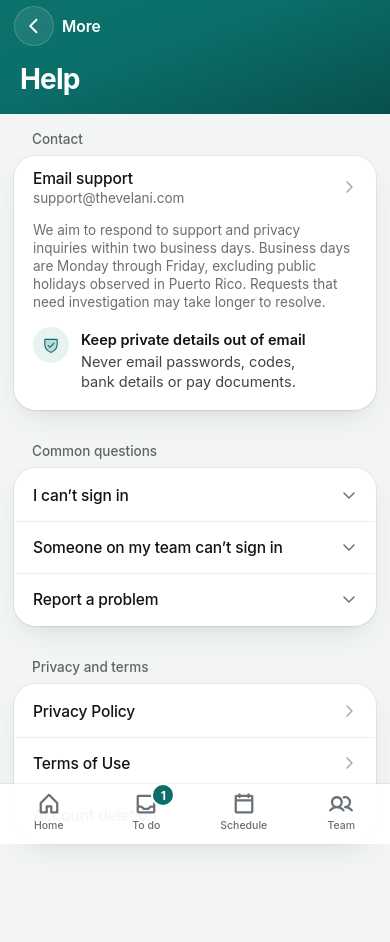 More
Help
Contact
Email support
support@thevelani.com
We aim to respond to support and privacy
inquiries within two business days. Business days
are Monday through Friday, excluding public
holidays observed in Puerto Rico. Requests that
need investigation may take longer to resolve.
Keep private details out of email
Never email passwords, codes,
bank details or pay documents.
Common questions
I can’t sign in
Someone on my team can’t sign in
Report a problem
Privacy and terms
Privacy Policy
Terms of Use
1
Home
To do
Schedule
Team